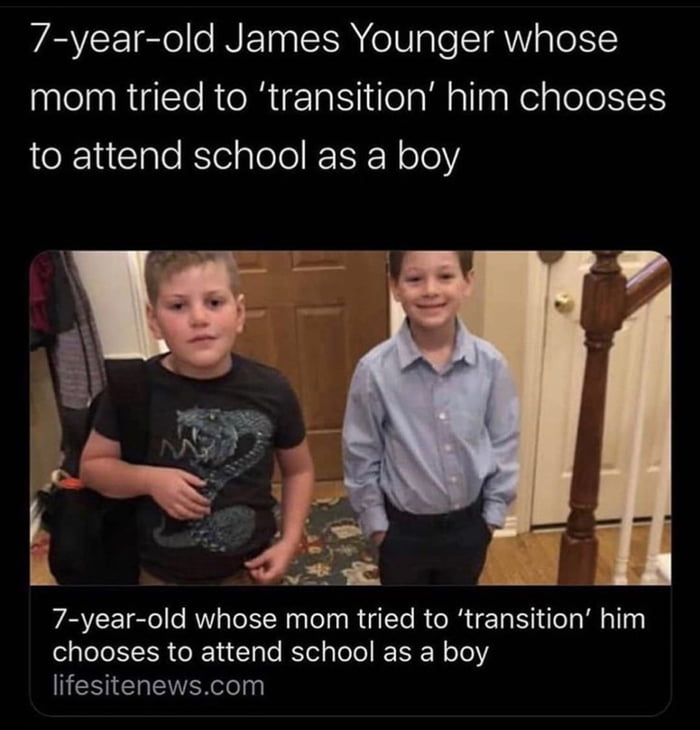 7-year-old James Younger whose
mom tried to 'transition' him chooses
to attend school as a boy
7-year-old whose mom tried to 'transition' him
chooses to attend school as a boy
lifesitenews.com